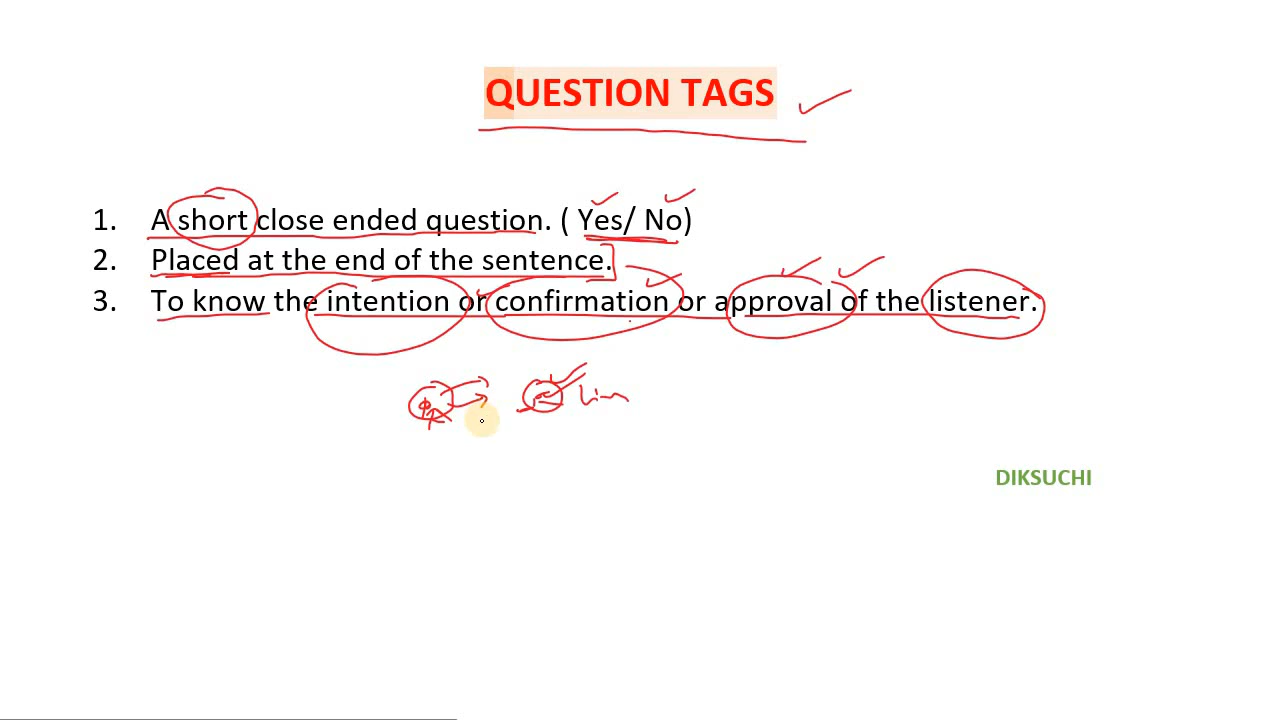 QUESTION TAGS
1. A short close ended question. ( Yes/ No)
2. Placed at the end of the sentence.
3. To know the intention or confirmation or approval of the listener.
DIKSUCHI